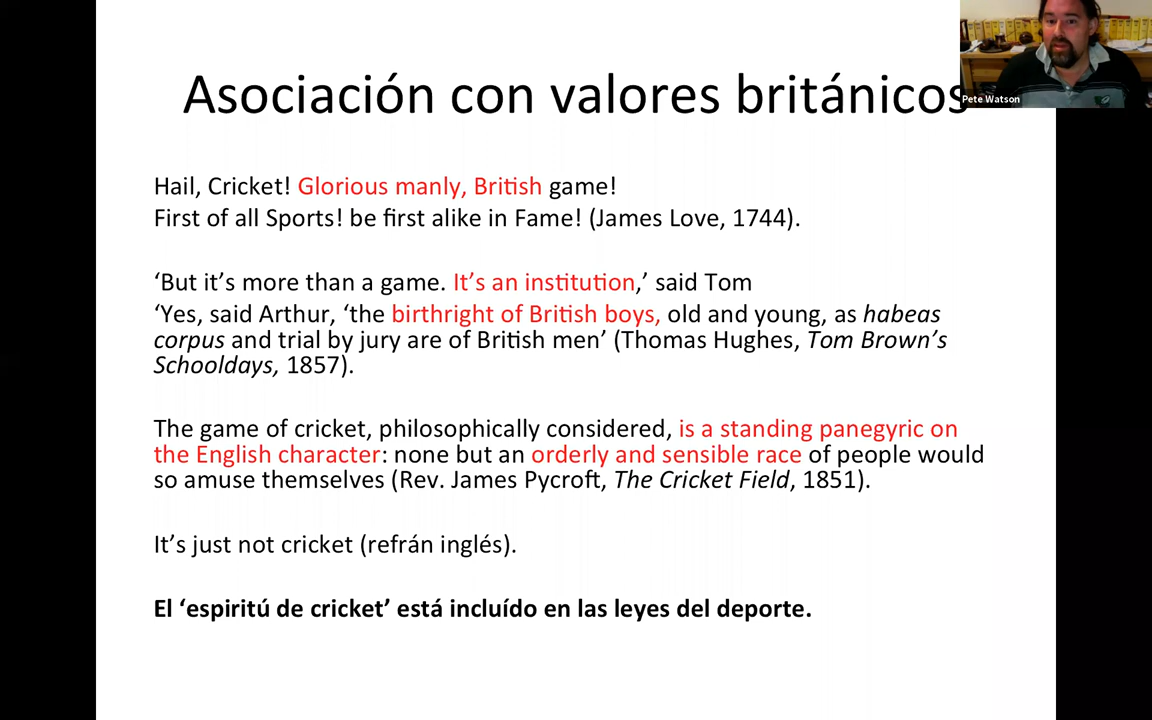 Asociación con valores británicos
Pete Watson
Hail, Cricket! Glorious manly, British game!
First of all Sports! be first alike in Fame! (James Love, 1744).
‘But it’s more than a game. It’s an institution,’ said Tom
‘Yes, said Arthur, ‘the birthright of British boys, old and young, as habeas
corpus and trial by jury are of British men’ (Thomas Hughes, Tom Brown’s
Schooldays, 1857).
The game of cricket, philosophically considered, is a standing panegyric on
the English character: none but an orderly and sensible race of people would
so amuse themselves (Rev. James Pycroft, The Cricket Field, 1851).
It’s just not cricket (refrán inglés).
El ‘espiritú de cricket’ está incluído en las leyes del deporte.